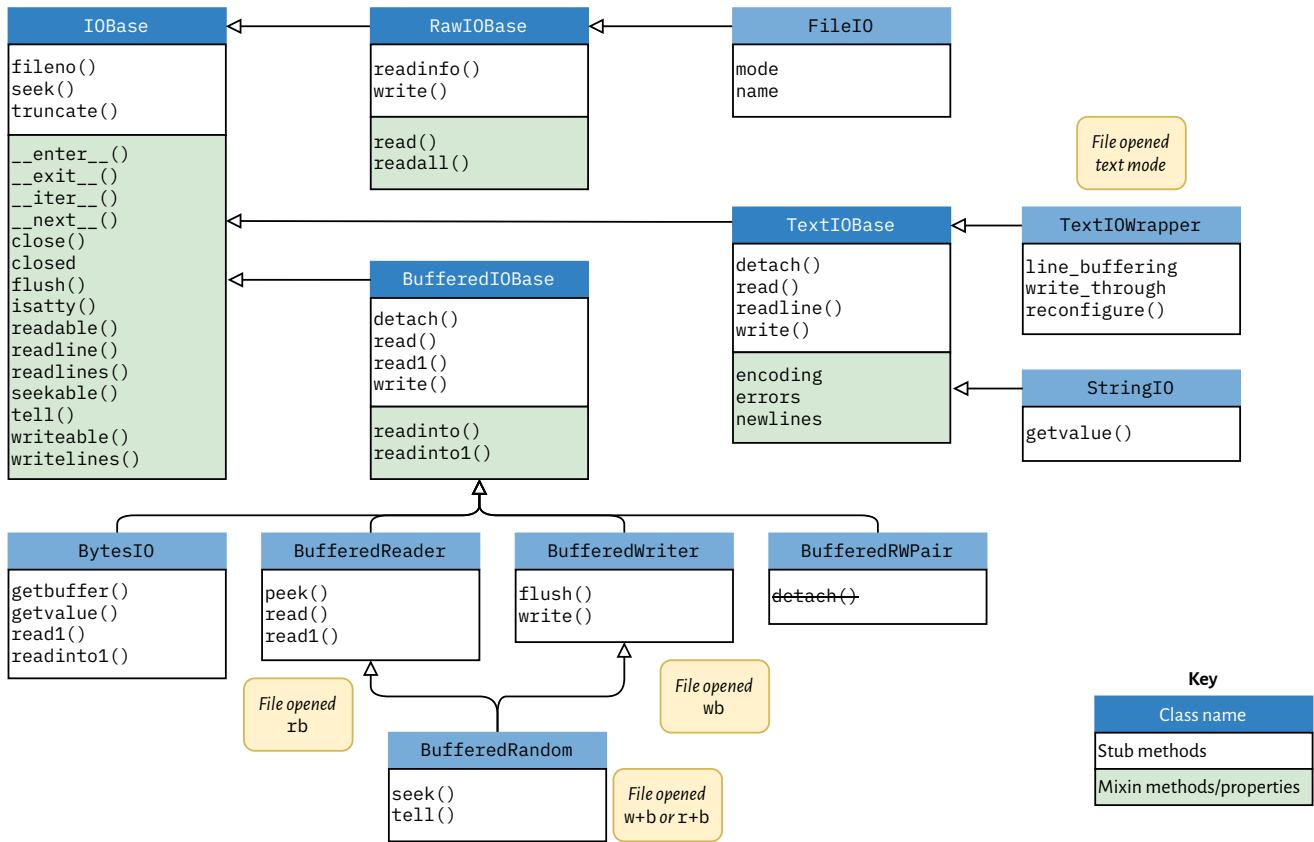 IOBase
fileno()
seek()
truncate()
__enter__()
__exit__()
__iter__()
__next__()
close()
closed
flush()
isatty()
readable()
readline()
readlines()
seekable()
tell()
writeable()
writelines()
RawIOBase
readinfo()
write()
read()
readall()
FileIO
mode
name
File opened
text mode
TextIOBase
detach()
read()
readline()
write()
encoding
errors
newlines
TextIOWrapper
line_buffering
write_through
reconfigure()
StringIO
getvalue()
BufferedIOBase
detach()
read()
read1()
write()
readinto()
readinto1()
BytesIO
getbuffer()
getvalue()
read1()
readinto1()
BufferedReader
peek()
read()
read1()
BufferedWriter
flush()
write()
BufferedRWPair
detach()
File opened
rb
File opened
wb
BufferedRandom
seek()
tell()
File opened
w+b or r+b
Key
Class name
Stub methods
Mixin methods/properties